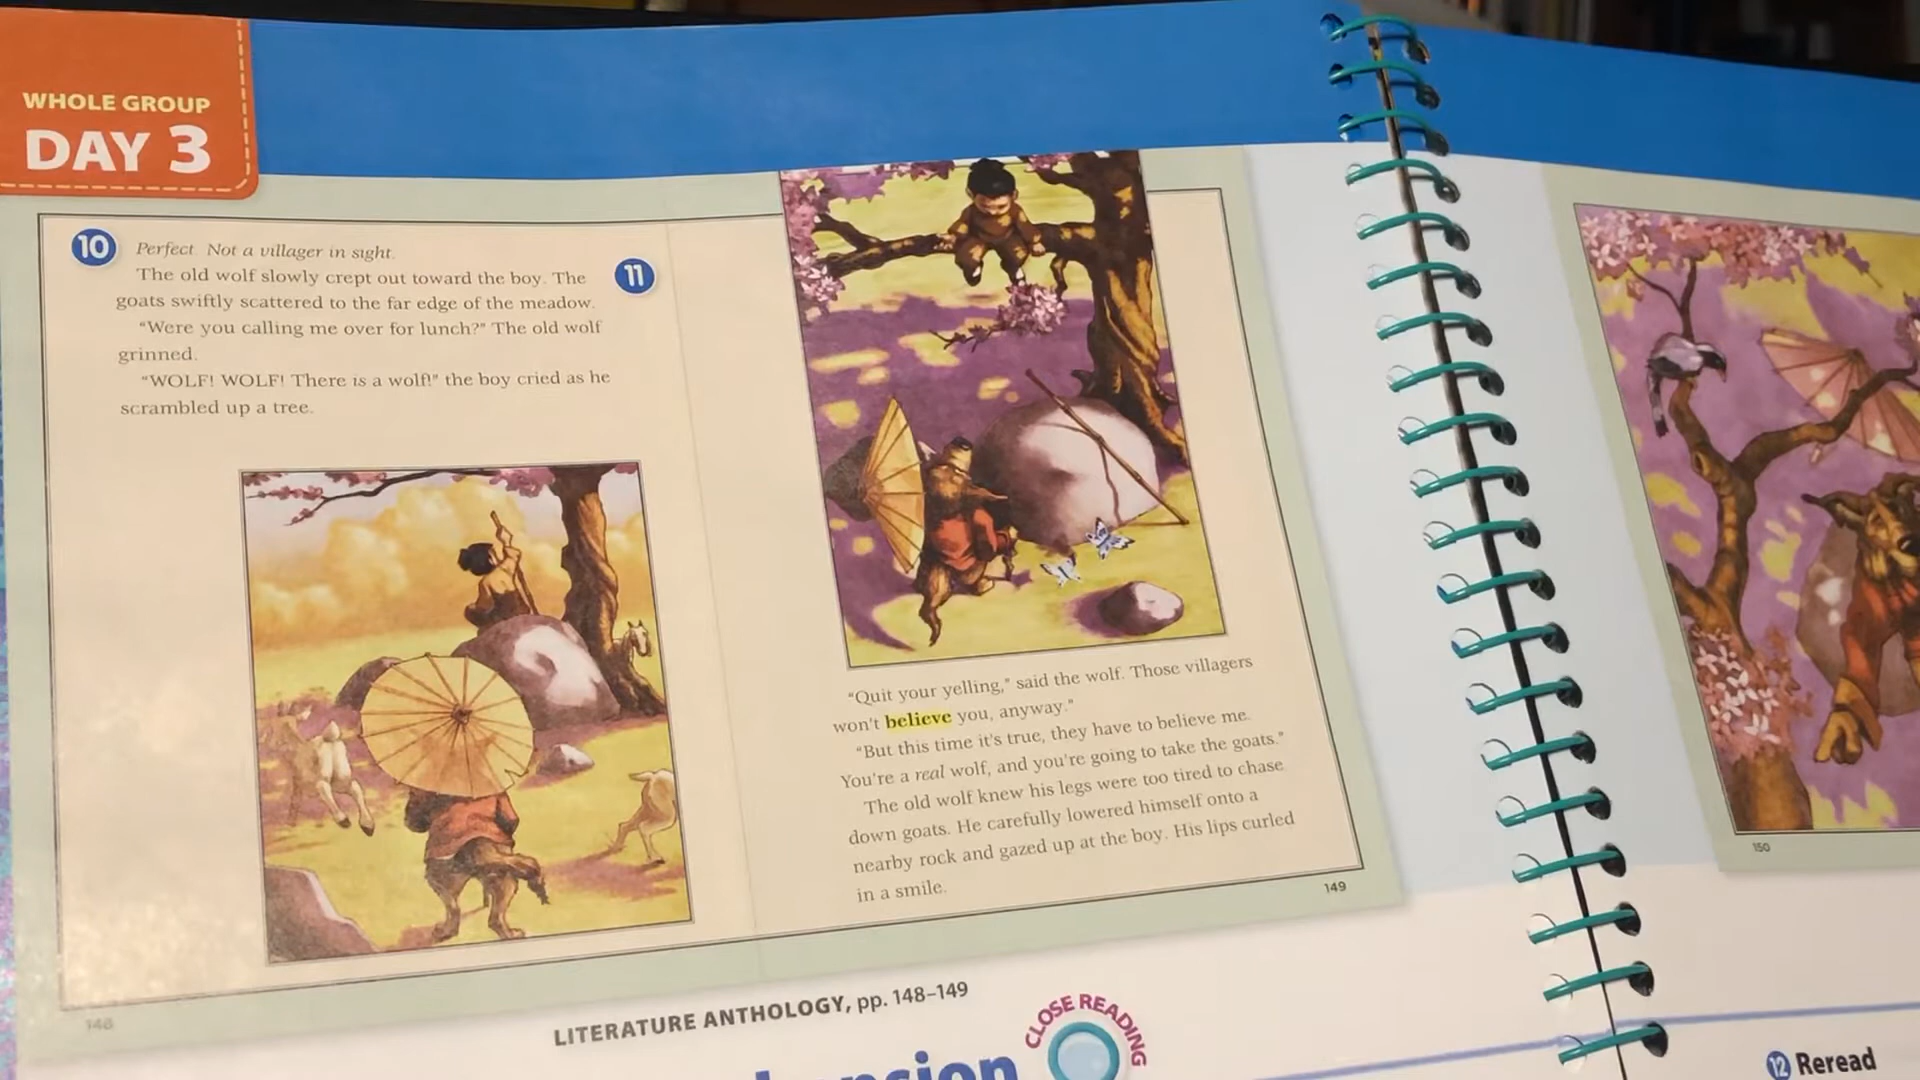 WHOLE GROUP
DAY 3
10
Perfect. Not a villager in sight.
The old wolf slowly crept out toward the boy. The
goats swiftly scattered to the far edge of the meadow.
"Were you calling me over for lunch?" The old wolf
grinned.
"WOLF! WOLF! There is a wolf!" the boy cried as he
scrambled up a tree.
11
"Quit your yelling," said the wolf. Those villagers
won't believe you, anyway."
"But this time it's true, they have to believe me.
You're a real wolf, and you're going to take the goats."
The old wolf knew his legs were too tired to chase
down goats. He carefully lowered himself onto a
nearby rock and gazed up at the boy. His lips curled
in a smile.
148
149
150
LITERATURE ANTHOLOGY, pp. 148–149
CLOSE READING
12 Reread